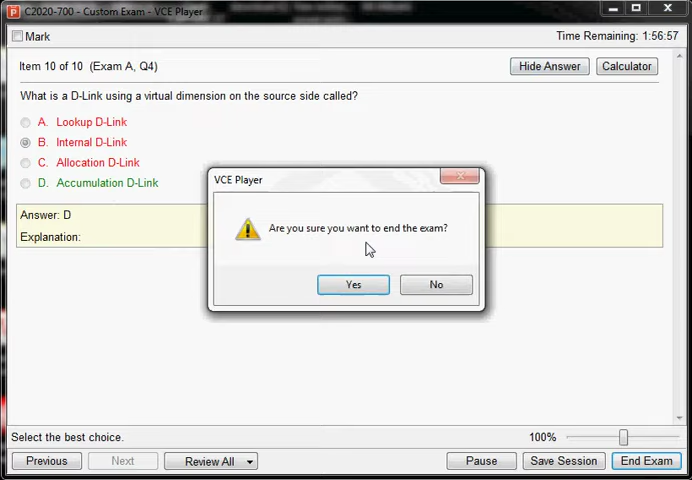 C2020-700 - Custom Exam - VCE Player
Mark
Time Remaining: 1:56:57
Item 10 of 10 (Exam A, Q4)
Hide Answer
Calculator
What is a D-Link using a virtual dimension on the source side called?
A. Lookup D-Link
B. Internal D-Link
C. Allocation D-Link
D. Accumulation D-Link
Answer: D
Explanation:
VCE Player
Are you sure you want to end the exam?
Yes
No
Select the best choice.
100%
Previous
Next
Review All
Pause
Save Session
End Exam